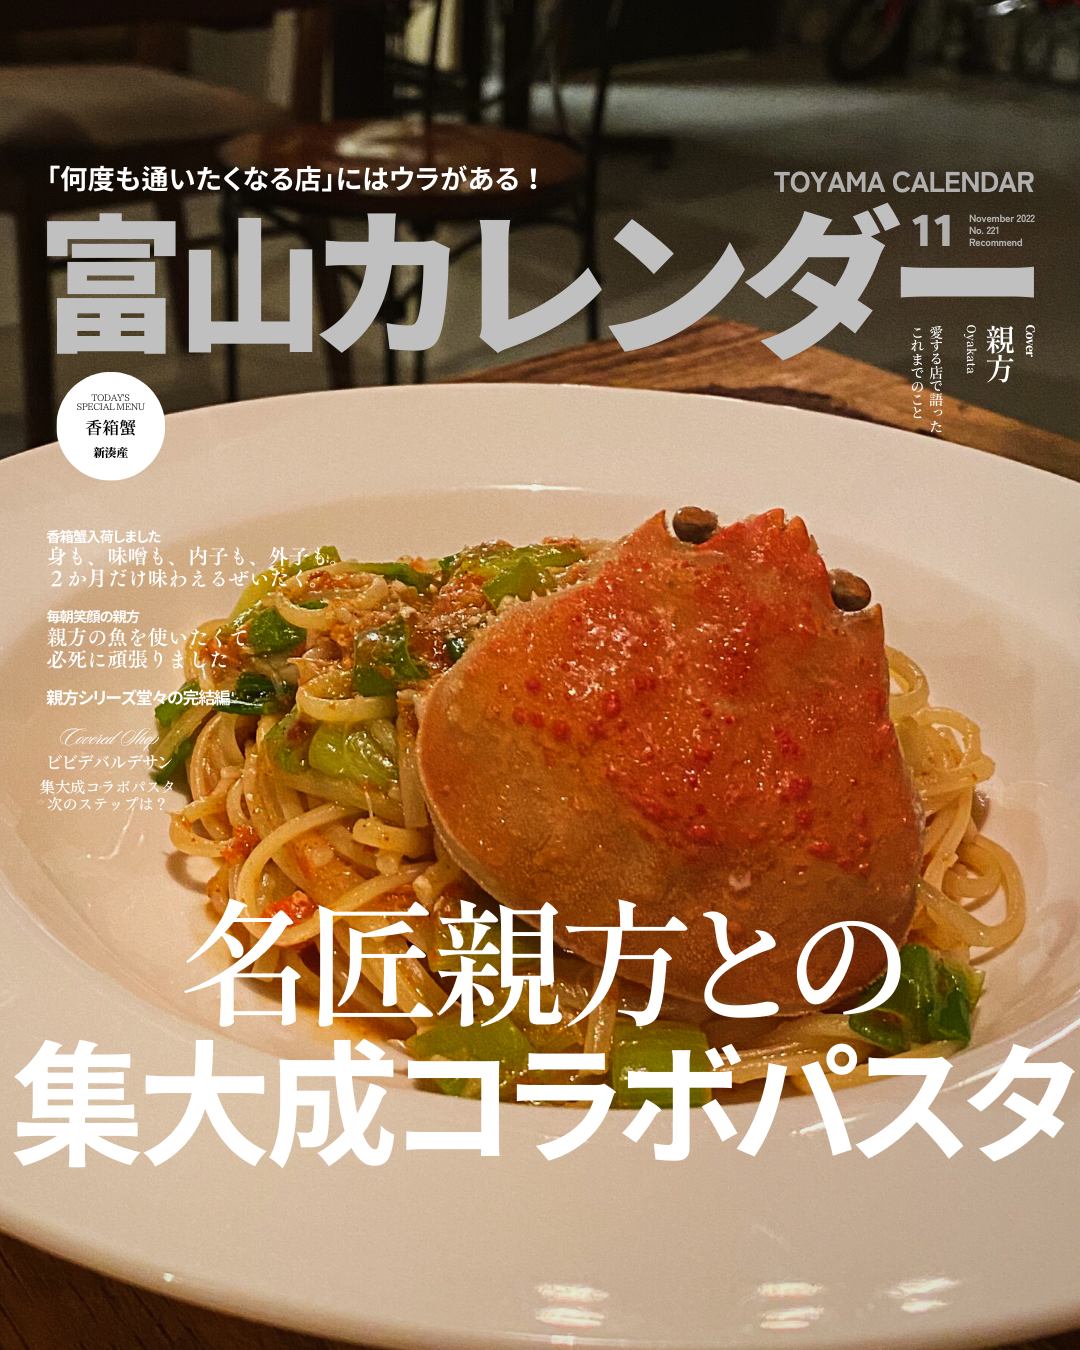 「何度も通いたくなる店」にはウラがある！
TOYAMA CALENDAR
富山カレンダー
11
November 2022
No. 221
Recommend
Cover
親方
Oyakata
愛する店で語った
これまでのこと
TODAY'S
SPECIAL MENU
香箱蟹
新湊産
香箱蟹入荷しました
身も、味噌も、内子も、外子も。
２か月だけ味わえるぜいたく。
毎朝笑顔の親方
親方の魚を使いたくて
必死に頑張りました
親方シリーズ堂々の完結編
Covered Shop
ビビデバルデサン
集大成コラボパスタ
次のステップは？
名匠親方との
集大成コラボパスタ